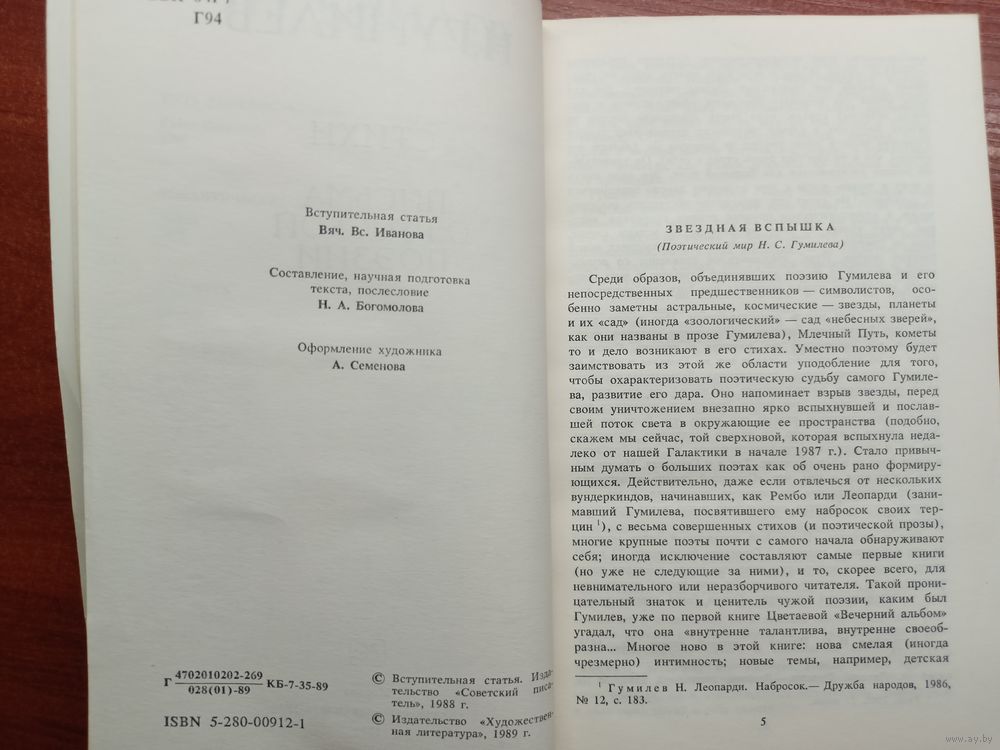 Г94
Вступительная статья
Вяч. Вс. Иванова
Составление, научная подготовка
текста, послесловие
Н. А. Богомолова
Оформление художника
А. Семенова
Г 4702010202-269
028(01)-89 КБ-7-35-89
ISBN 5-280-00912-1
© Вступительная статья. Изда-
тельство «Советский писа-
тель», 1988 г.
© Издательство «Художествен-
ная литература», 1989 г.
ЗВЕЗДНАЯ ВСПЫШКА
(Поэтический мир Н. С. Гумилева)
Среди образов, объединявших поэзию Гумилева и его
непосредственных предшественников — символистов, осо-
бенно заметны астральные, космические — звезды, планеты
и их «сад» (иногда «зоологический» — сад «небесных зверей»,
как они названы в прозе Гумилева), Млечный Путь, кометы
то и дело возникают в его стихах. Уместно поэтому будет
заимствовать из этой же области уподобление для того,
чтобы охарактеризовать поэтическую судьбу самого Гумиле-
ва, развитие его дара. Оно напоминает взрыв звезды, перед
своим уничтожением внезапно ярко вспыхнувшей и послав-
шей поток света в окружающие ее пространства (подобно,
скажем мы сейчас, той сверхновой, которая вспыхнула неда-
леко от нашей Галактики в начале 1987 г.). Стало привыч-
ным думать о больших поэтах как об очень рано формирую-
щихся. Действительно, даже если отвлечься от нескольких
вундеркиндов, начинавших, как Рембо или Леопарди (зани-
мавший Гумилева, посвятившего ему набросок своих тер-
цин ¹), с весьма совершенных стихов (и поэтической прозы),
многие крупные поэты почти с самого начала обнаруживают
себя; иногда исключение составляют самые первые книги
(но уже не следующие за ними), и то, скорее всего, для
невнимательного или неразборчивого читателя. Такой прони-
цательный знаток и ценитель чужой поэзии, каким был
Гумилев, уже по первой книге Цветаевой «Вечерний альбом»
угадал, что она «внутренне талантлива, внутренне своеоб-
разна... Многое ново в этой книге: нова смелая (иногда
чрезмерно) интимность; новые темы, например, детская
¹ Гумилев Н. Леопарди. Набросок.— Дружба народов, 1986,
№ 12, с. 183.
5
www.ay.by